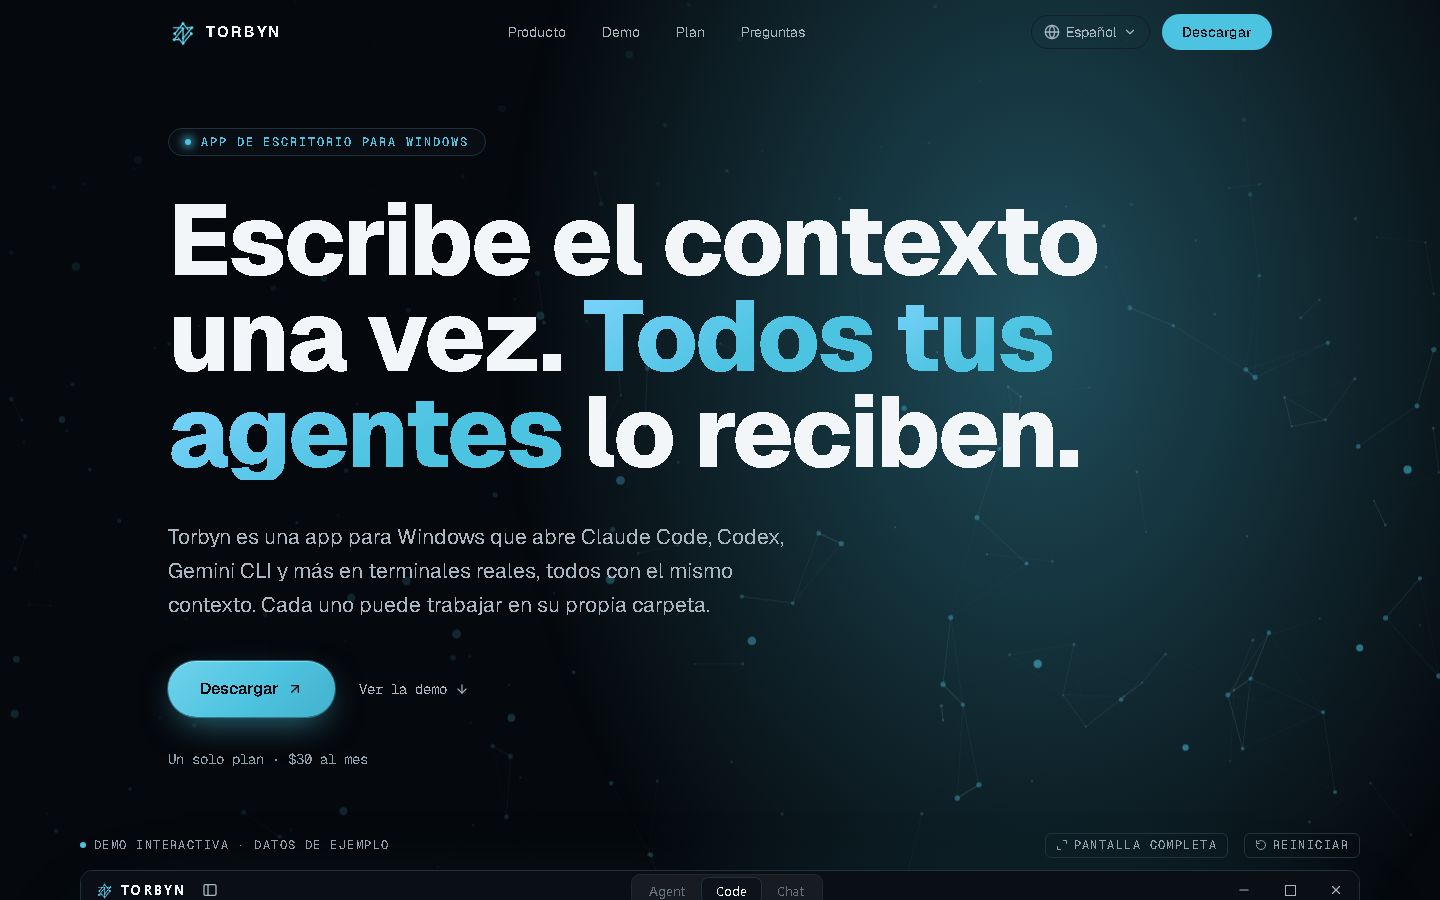 TORBYN
Producto
Demo
Plan
Preguntas
Español
Descargar
APP DE ESCRITORIO PARA WINDOWS
Escribe el contexto
una vez. Todos tus
agentes lo reciben.
Torbyn es una app para Windows que abre Claude Code, Codex,
Gemini CLI y más en terminales reales, todos con el mismo
contexto. Cada uno puede trabajar en su propia carpeta.
Descargar
Ver la demo
Un solo plan · $30 al mes
DEMO INTERACTIVA · DATOS DE EJEMPLO
PANTALLA COMPLETA
REINICIAR
TORBYN
Agent
Code
Chat